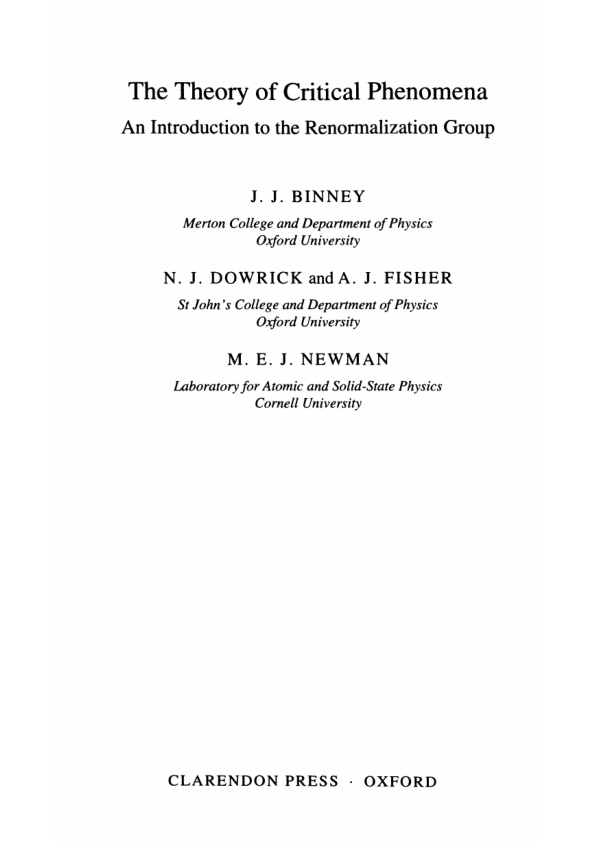 The Theory of Critical Phenomena
An Introduction to the Renormalization Group
J. J. BINNEY
Merton College and Department of Physics
Oxford University
N. J. DOWRICK and A. J. FISHER
St John's College and Department of Physics
Oxford University
M. E. J. NEWMAN
Laboratory for Atomic and Solid-State Physics
Cornell University
CLARENDON PRESS · OXFORD